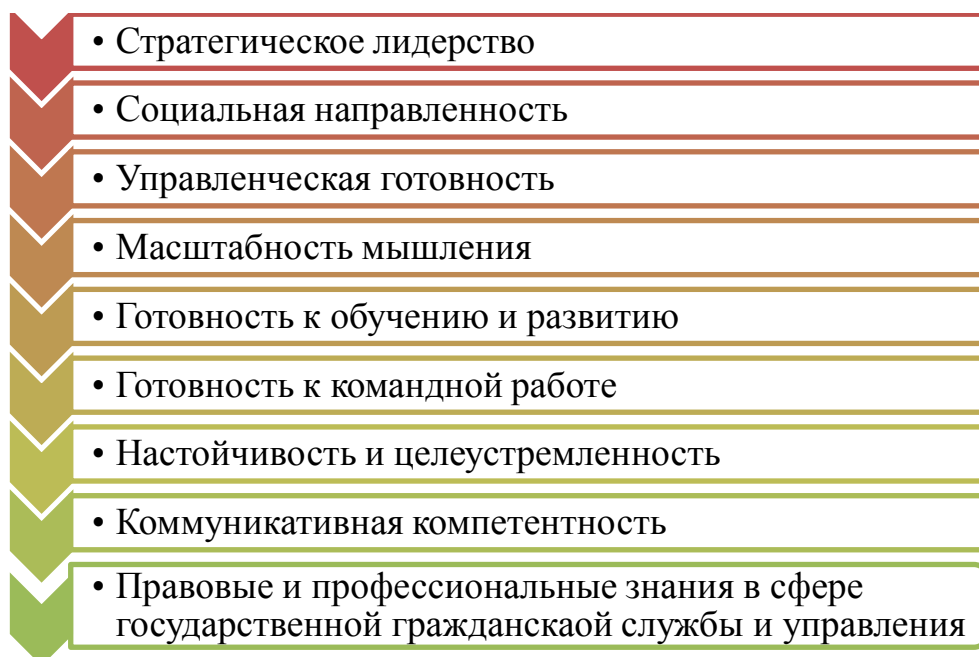 • Стратегическое лидерство
• Социальная направленность
• Управленческая готовность
• Масштабность мышления
• Готовность к обучению и развитию
• Готовность к командной работе
• Настойчивость и целеустремленность
• Коммуникативная компетентность
• Правовые и профессиональные знания в сфере
государственной гражданскаой службы и управления